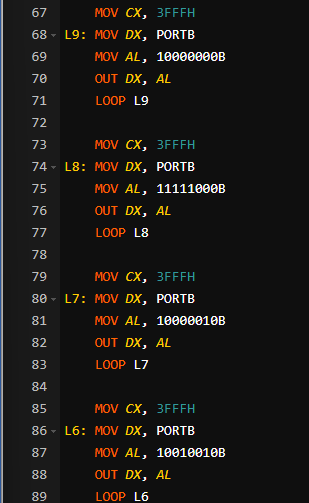 67 MOV CX, 3FFFH
68 L9: MOV DX, PORTB
69 MOV AL, 10000000B
70 OUT DX, AL
71 LOOP L9
72
73 MOV CX, 3FFFH
74 L8: MOV DX, PORTB
75 MOV AL, 11111000B
76 OUT DX, AL
77 LOOP L8
78
79 MOV CX, 3FFFH
80 L7: MOV DX, PORTB
81 MOV AL, 10000010B
82 OUT DX, AL
83 LOOP L7
84
85 MOV CX, 3FFFH
86 L6: MOV DX, PORTB
87 MOV AL, 10010010B
88 OUT DX, AL
89 LOOP L6